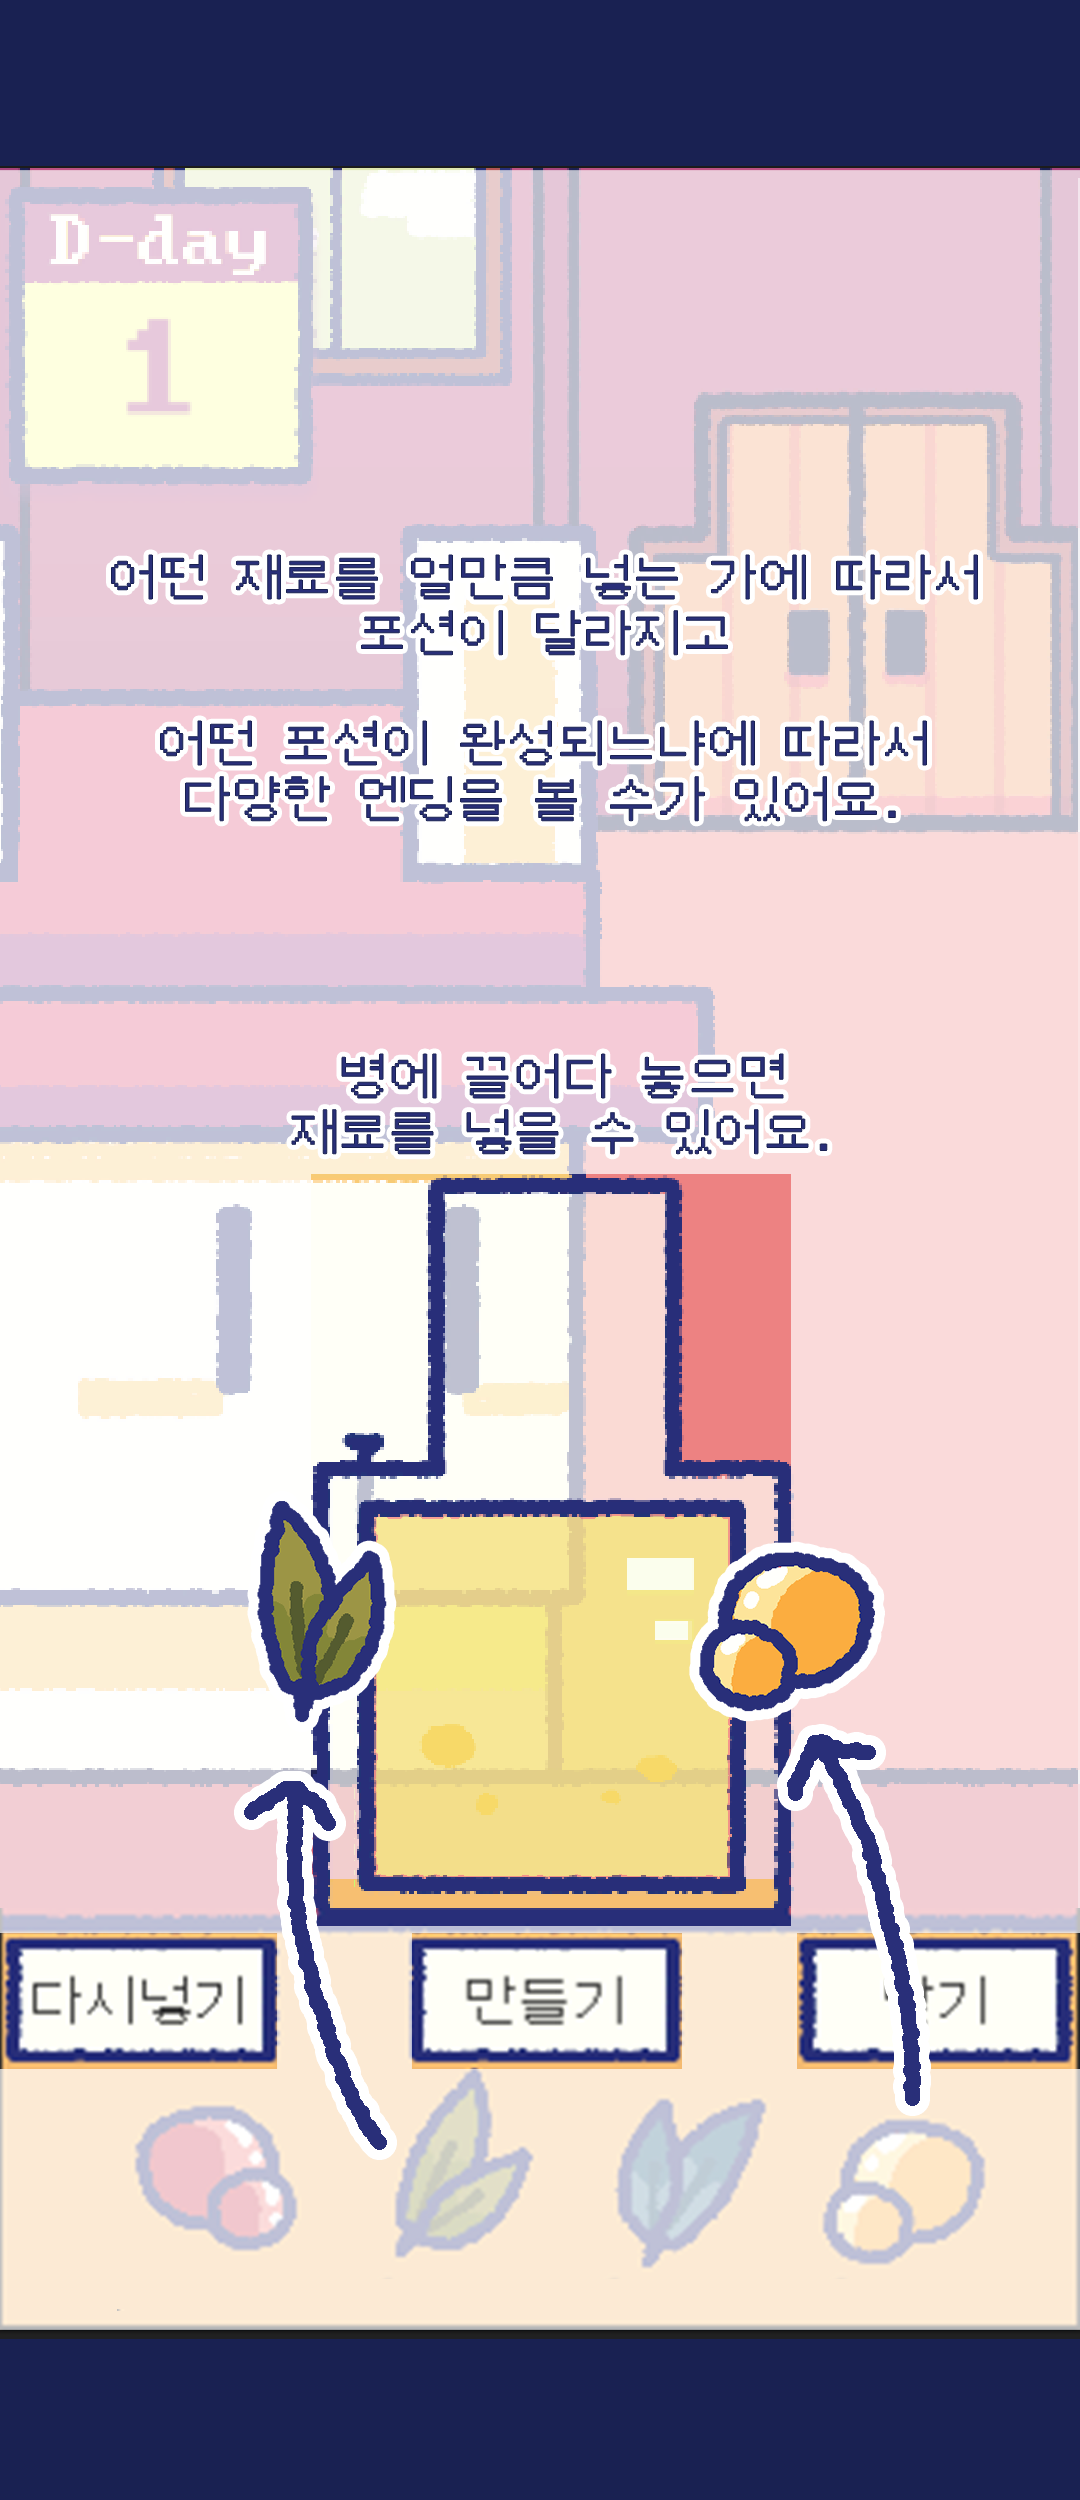 D-day
1
어떤 재료를 얼만큼 넣는 가에 따라서
포션이 달라지고
어떤 포션이 완성되느냐에 따라서
다양한 엔딩을 볼 수가 있어요.
병에 끌어다 놓으면
재료를 넣을 수 있어요.
다시넣기
만들기